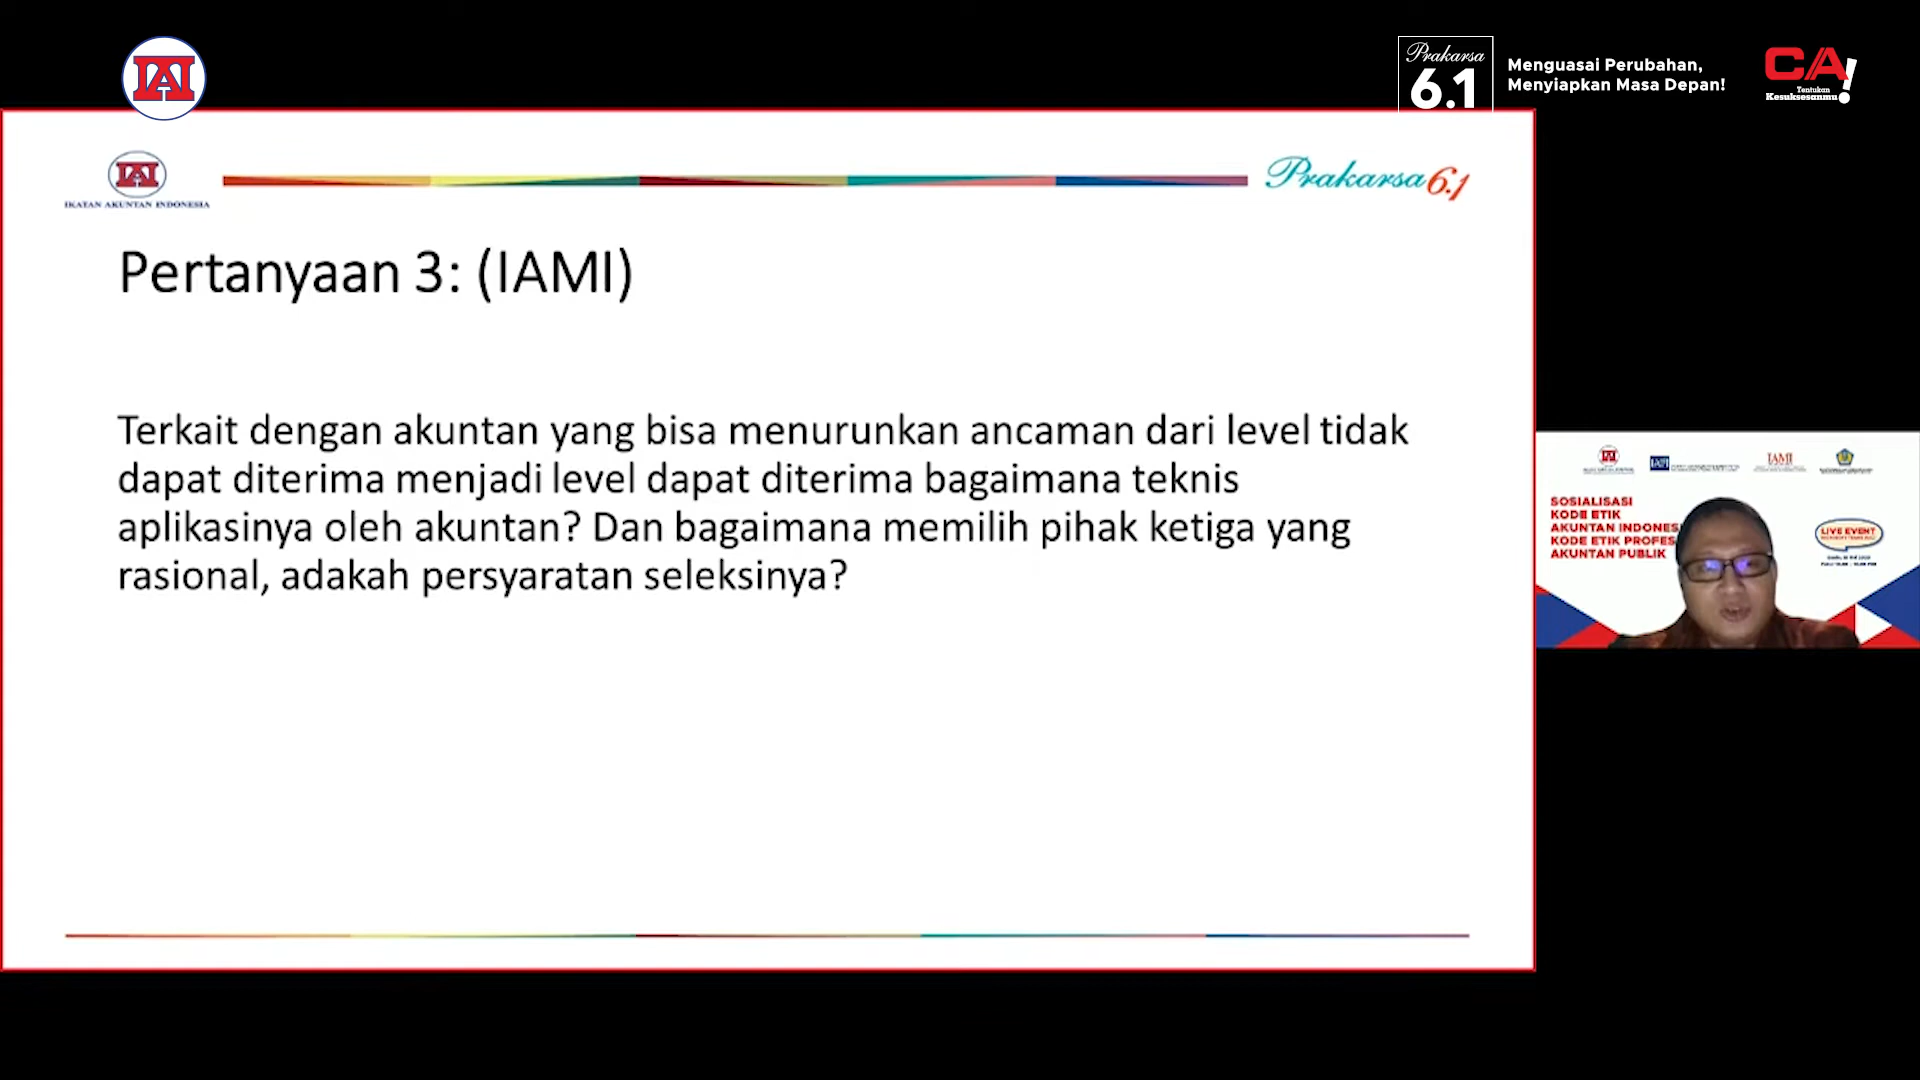 IAI
Prakarsa
6.1
Menguasai Perubahan,
Menyiapkan Masa Depan!
CA
Tentukan
Kesuksesanmu!
IAI
IKATAN AKUNTAN INDONESIA
Prakarsa 6.1
Pertanyaan 3: (IAMI)
Terkait dengan akuntan yang bisa menurunkan ancaman dari level tidak
dapat diterima menjadi level dapat diterima bagaimana teknis
aplikasinya oleh akuntan? Dan bagaimana memilih pihak ketiga yang
rasional, adakah persyaratan seleksinya?
IAMI
SOSIALISASI
KODE ETIK
AKUNTAN INDONES
KODE ETIK PROFES
AKUNTAN PUBLIK
LIVE EVENT